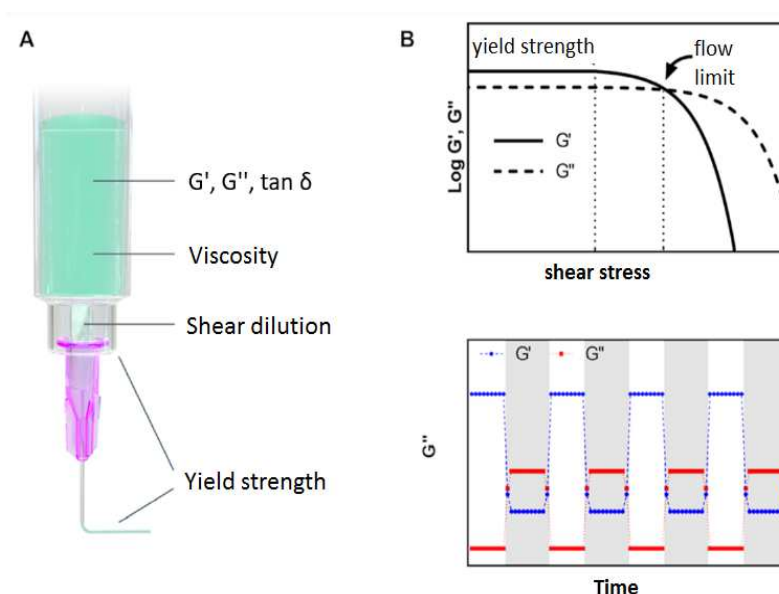 A
G', G'', tan δ
Viscosity
Shear dilution
Yield strength
B
yield strength
flow
limit
Log G', G''
G'
G''
shear stress
G'
G''
G''
Time